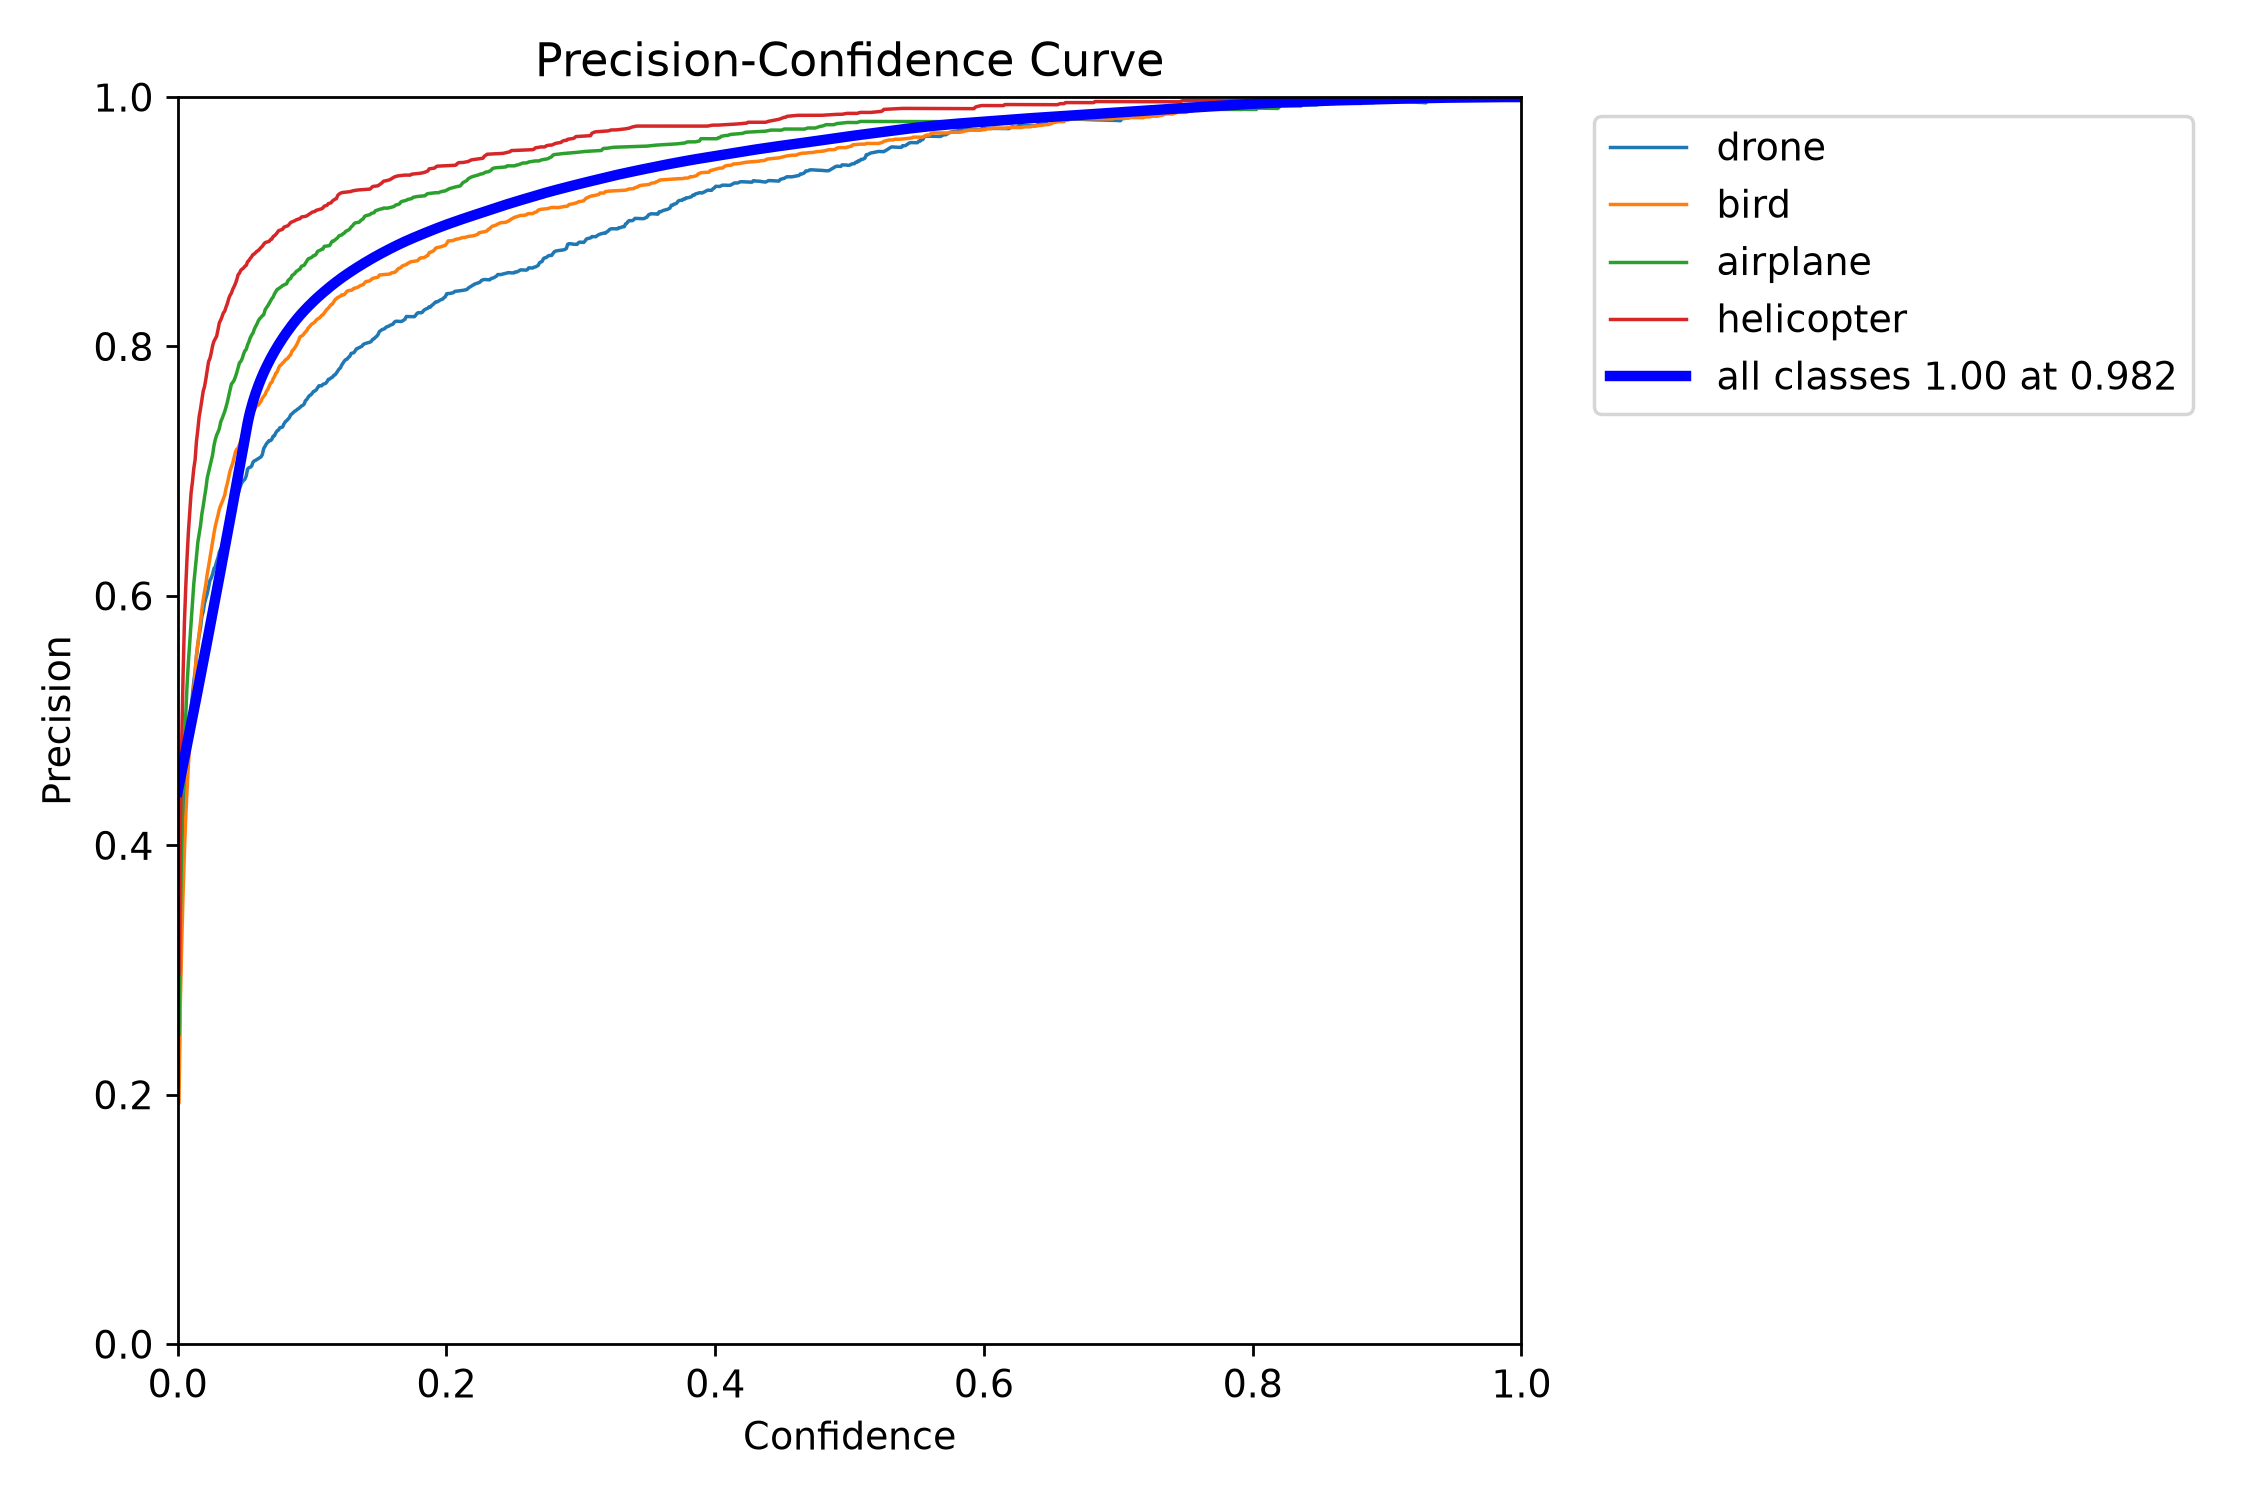 Precision-Confidence Curve
1.0
0.8
0.6
0.4
0.2
0.0
Precision
0.0 0.2 0.4 0.6 0.8 1.0
Confidence
drone
bird
airplane
helicopter
all classes 1.00 at 0.982